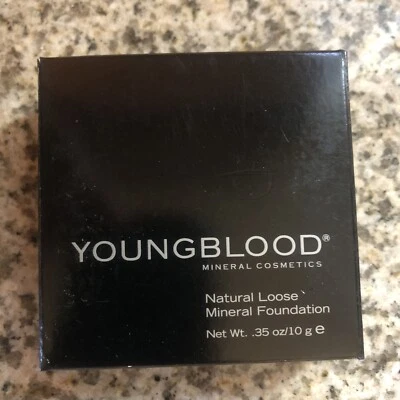 YOUNGBLOOD®
MINERAL COSMETICS
Natural Loose
Mineral Foundation
Net Wt. .35 oz/10 g ℮